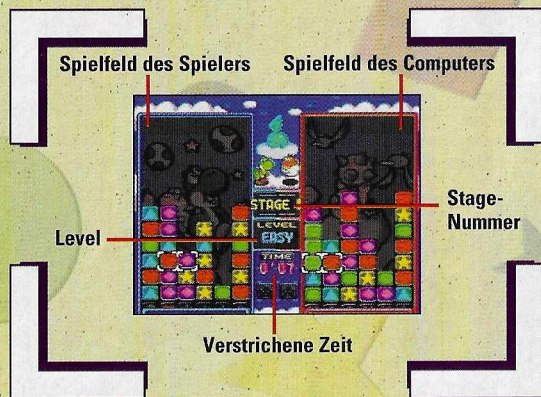 Spielfeld des Spielers
Spielfeld des Computers
STAGE
Stage-
Nummer
Level
LEVEL
EASY
TIME
0'07
Verstrichene Zeit